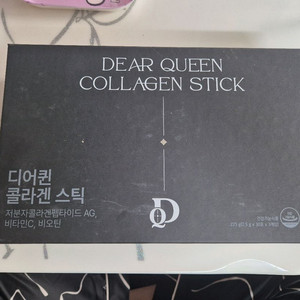 DEAR QUEEN
COLLAGEN STICK
디어퀸
콜라겐 스틱
저분자콜라겐펩타이드 AG,
비타민C, 비오틴